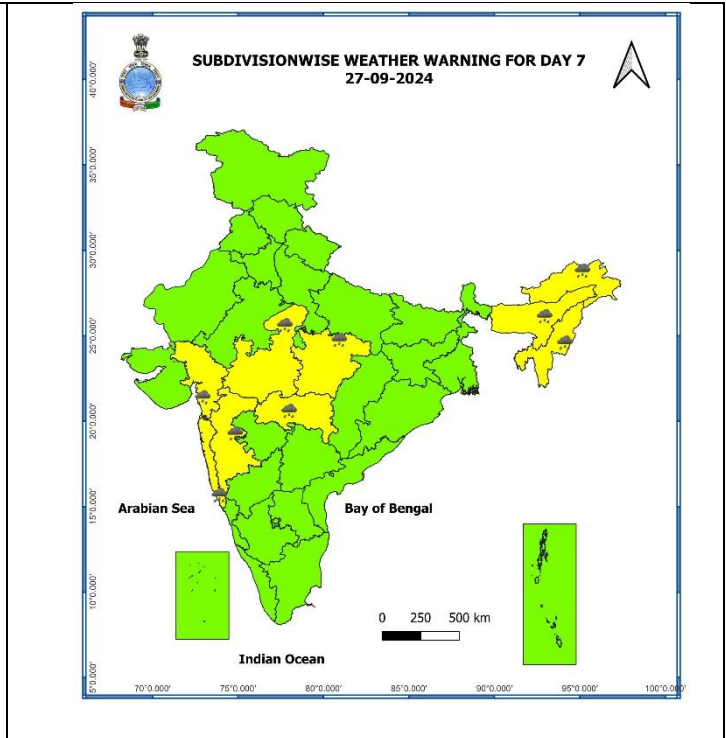 SUBDIVISIONWISE WEATHER WARNING FOR DAY 7
27-09-2024
40°0.000'
35°0.000'
30°0.000'
25°0.000'
20°0.000'
15°0.000'
10°0.000'
5°0.000'
Arabian Sea
Bay of Bengal
0 250 500 km
Indian Ocean
70°0.000' 75°0.000' 80°0.000' 85°0.000' 90°0.000' 95°0.000' 100°0.000'